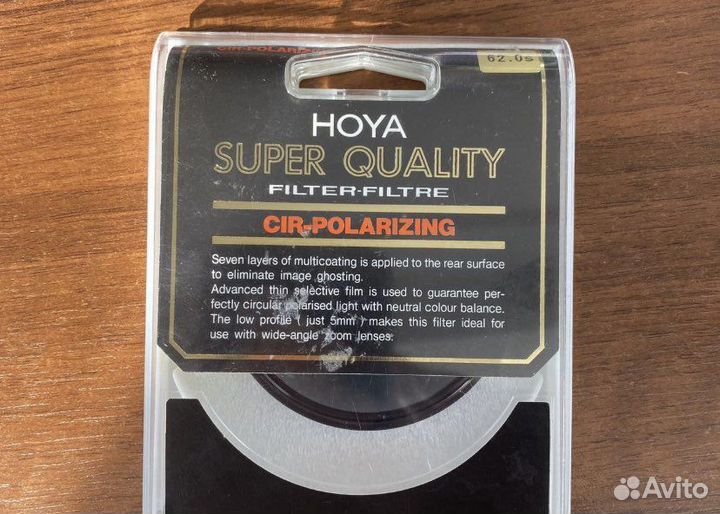 CIR-POLARIZING
62.0s
HOYA
SUPER QUALITY
FILTER-FILTRE
CIR-POLARIZING
Seven layers of multicoating is applied to the rear surface
to eliminate image ghosting.
Advanced thin selective film is used to guarantee per-
fectly circular polarised light with neutral colour balance.
The low profile ( just 5mm ) makes this filter ideal for
use with wide-angle zoom lenses.
Avito